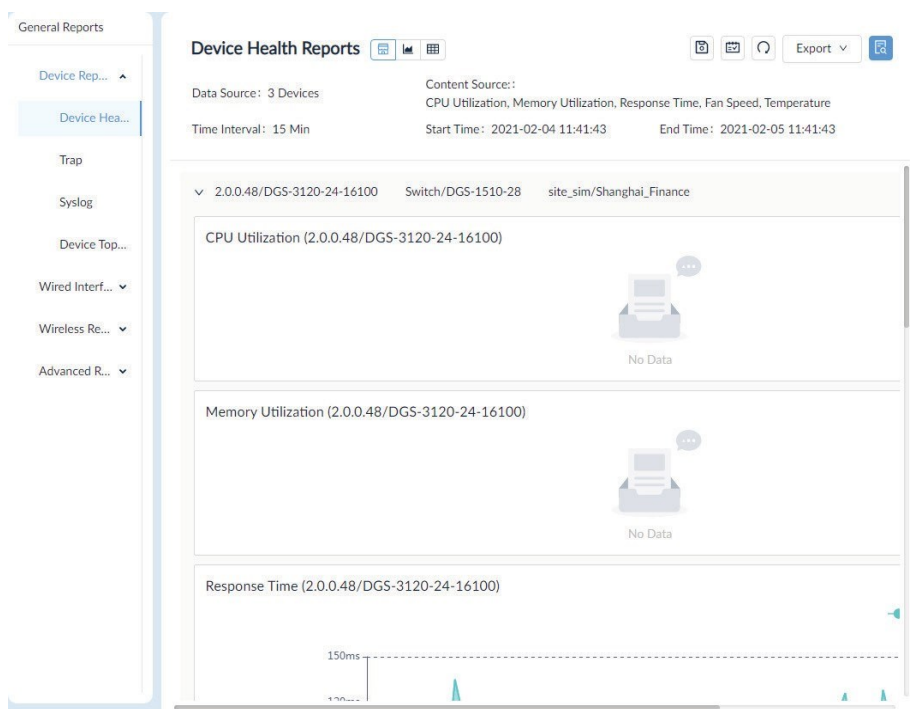 General Reports
Device Rep...
Device Hea...
Trap
Syslog
Device Top...
Wired Interf...
Wireless Re...
Advanced R...
Device Health Reports
Export
Data Source: 3 Devices
Content Source::
CPU Utilization, Memory Utilization, Response Time, Fan Speed, Temperature
Time Interval: 15 Min
Start Time: 2021-02-04 11:41:43
End Time: 2021-02-05 11:41:43
2.0.0.48/DGS-3120-24-16100 Switch/DGS-1510-28 site_sim/Shanghai_Finance
CPU Utilization (2.0.0.48/DGS-3120-24-16100)
No Data
Memory Utilization (2.0.0.48/DGS-3120-24-16100)
No Data
Response Time (2.0.0.48/DGS-3120-24-16100)
150ms